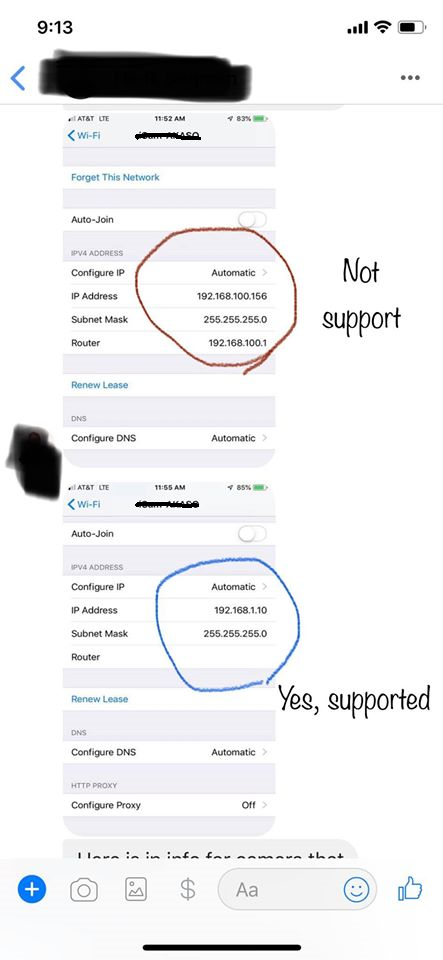 9:13
AT&T LTE 11:52 AM 83%
Wi-Fi
Forget This Network
Auto-Join
IPV4 ADDRESS
Configure IP Automatic
IP Address 192.168.100.156
Subnet Mask 255.255.255.0
Router 192.168.100.1
Not
support
Renew Lease
DNS
Configure DNS Automatic
AT&T LTE 11:55 AM 85%
Wi-Fi
Auto-Join
IPV4 ADDRESS
Configure IP Automatic
IP Address 192.168.1.10
Subnet Mask 255.255.255.0
Router
Yes, supported
Renew Lease
DNS
Configure DNS Automatic
HTTP PROXY
Configure Proxy Off
Here is in info for camera that
Aa